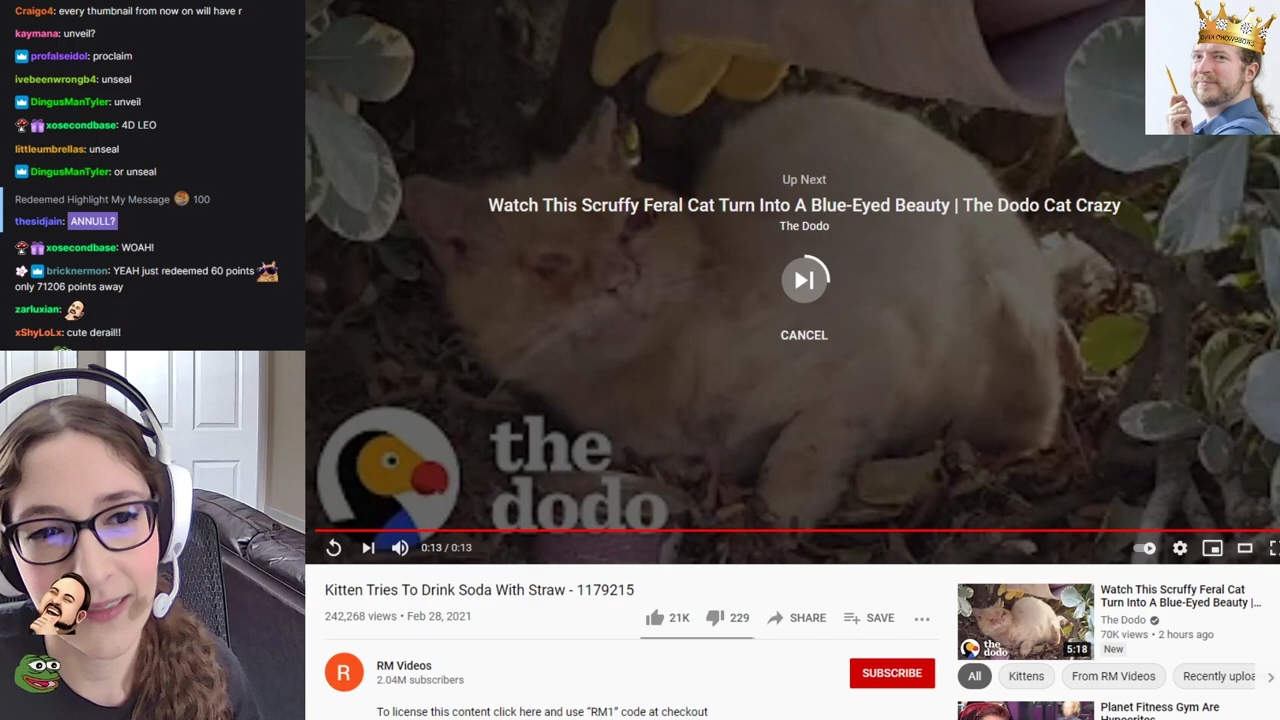 Craigo4: every thumbnail from now on will have r
kaymana: unveil?
profalseidol: proclaim
ivebeenwrongb4: unseal
DingusManTyler: unveil
xosecondbase: 4D LEO
littleumbrellas: unseal
DingusManTyler: or unseal
Redeemed Highlight My Message 100
thesidjain: ANNULL?
xosecondbase: WOAH!
bricknermon: YEAH just redeemed 60 points
only 71206 points away
zarluxian:
xShyLoLx: cute derail!!
Up Next
Watch This Scruffy Feral Cat Turn Into A Blue-Eyed Beauty | The Dodo Cat Crazy
The Dodo
CANCEL
the
dodo
0:13 / 0:13
Kitten Tries To Drink Soda With Straw - 1179215
242,268 views • Feb 28, 2021
21K 229 SHARE SAVE
R
RM Videos
2.04M subscribers
SUBSCRIBE
To license this content click here and use "RM1" code at checkout
Watch This Scruffy Feral Cat
Turn Into A Blue-Eyed Beauty |...
The Dodo
70K views • 2 hours ago
New
the
dodo
5:18
All Kittens From RM Videos Recently uploa
Planet Fitness Gym Are
Hypocrites